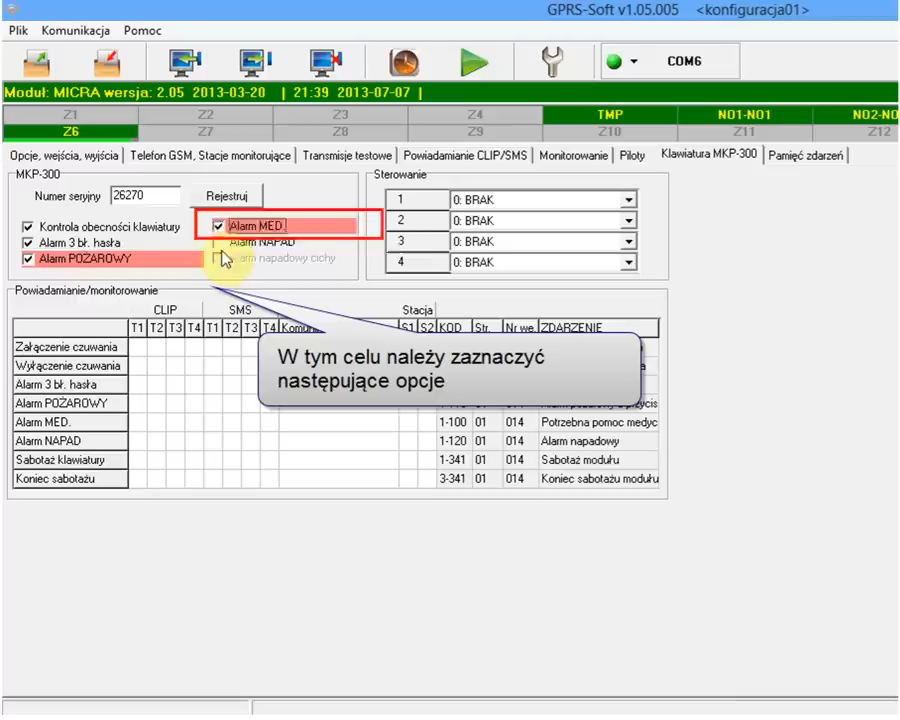 GPRS-Soft v1.05.005 <konfiguracja01>
Plik Komunikacja Pomoc
COM6
Moduł: MICRA wersja: 2.05 2013-03-20 | 21:39 2013-07-07 |
Z1 Z2 Z3 Z4 TMP NO1-NO1 NO2-NO
Z6 Z7 Z8 Z9 Z10 Z11 Z12
Opcje, wejścia, wyjścia Telefon GSM, Stacje monitorujące Transmisje testowe Powiadamianie CLIP/SMS Monitorowanie Piloty Klawiatura MKP-300 Pamięć zdarzeń
MKP-300
Numer seryjny 26270 Rejestruj
Kontrola obecności klawiatury Alarm MED.
Alarm 3 bł. hasła Alarm NAPAD
Alarm POŻAROWY napadowy cichy
Sterowanie
1 0: BRAK
2 0: BRAK
3 0: BRAK
4 0: BRAK
Powiadamianie/monitorowanie
CLIP SMS Stacja
T1 T2 T3 T4 T1 T2 T3 T4 S1 S2 KOD Str. Nr we. ZDARZENIE
Załączenie czuwania
Wyłączenie czuwania
Alarm 3 bł. hasła
Alarm POŻAROWY
Alarm MED. 1-100 01 014 Potrzebna pomoc medyc
Alarm NAPAD 1-120 01 014 Alarm napadowy
Sabotaż klawiatury 1-341 01 014 Sabotaż modułu
Koniec sabotażu 3-341 01 014 Koniec sabotażu modułu
W tym celu należy zaznaczyć
następujące opcje